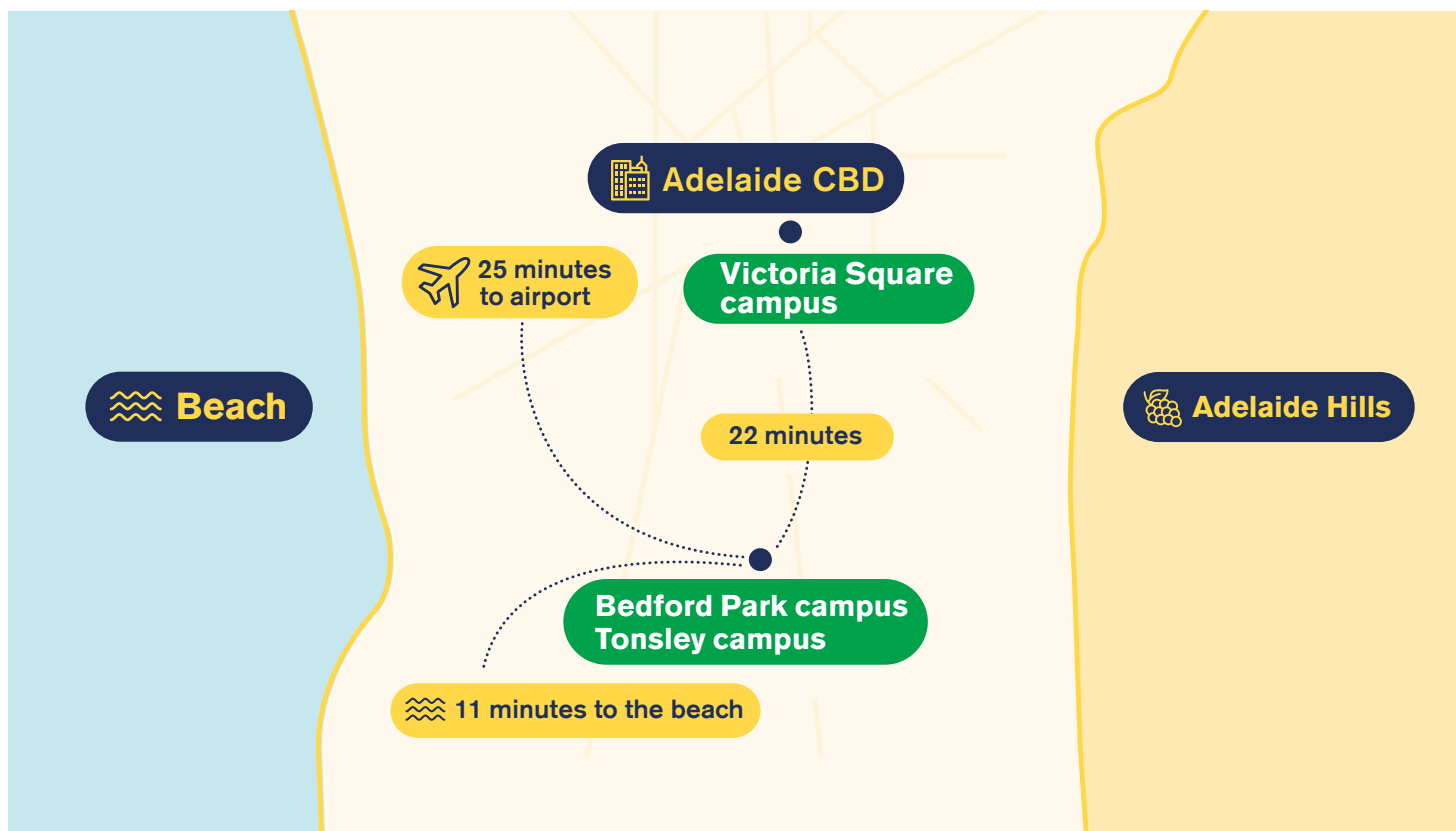 Adelaide CBD
25 minutes
to airport
Victoria Square
campus
Beach
Adelaide Hills
22 minutes
Bedford Park campus
Tonsley campus
11 minutes to the beach